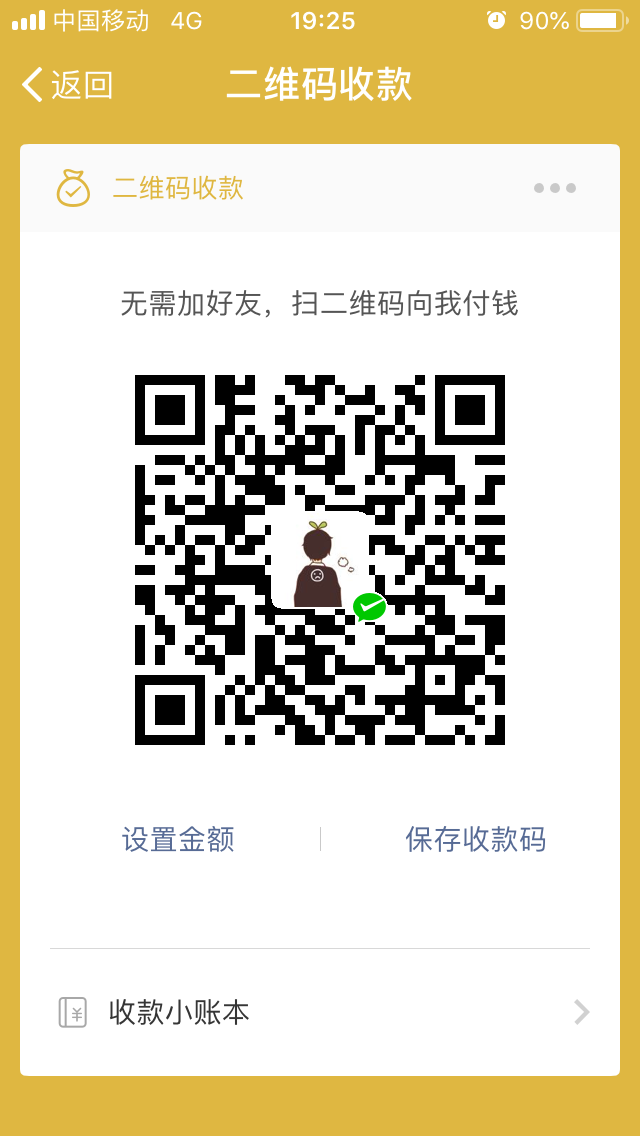 中国移动 4G 19:25 90%
返回 二维码收款
二维码收款
无需加好友，扫二维码向我付钱
设置金额 保存收款码
收款小账本